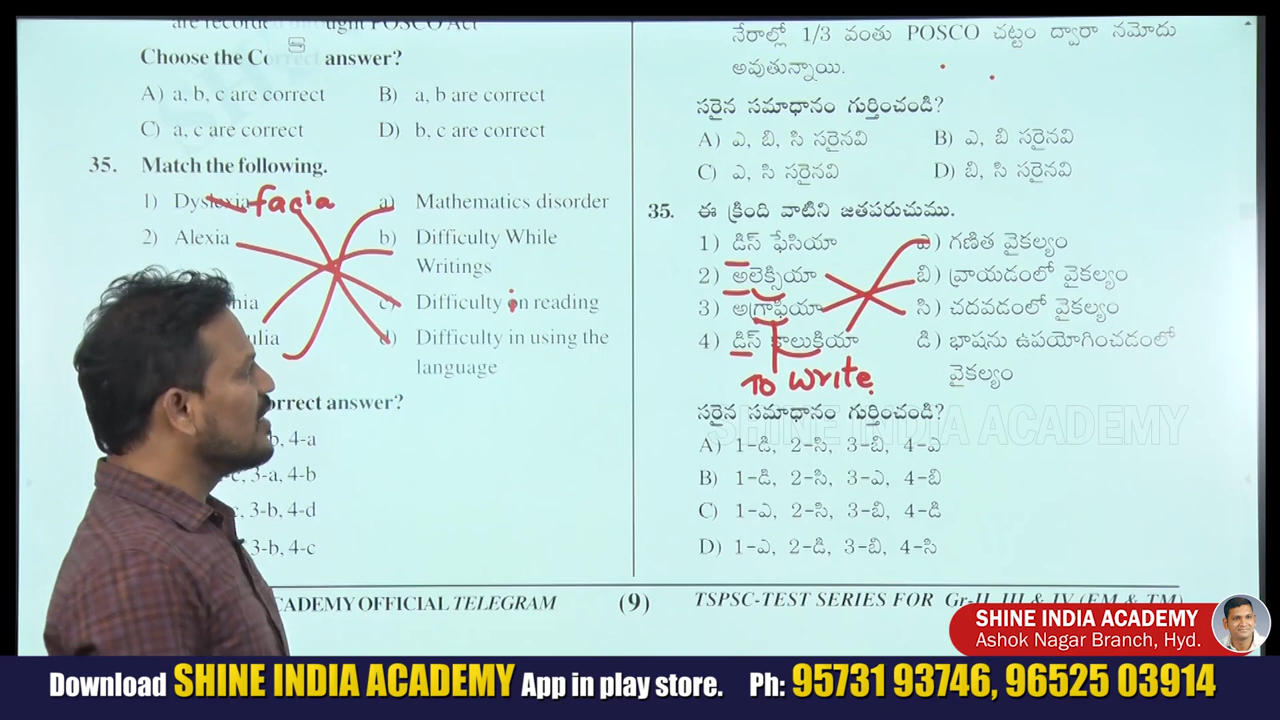 are recorded throught POSCO Act
Choose the Correct answer?
A) a, b, c are correct B) a, b are correct
C) a, c are correct D) b, c are correct
35. Match the following.
1) Dyslexia facia a) Mathematics disorder
2) Alexia b) Difficulty While
Writings
nia c) Difficulty in reading
ulia d) Difficulty in using the
language
orrect answer?
b, 4-a
c, 3-a, 4-b
c, 3-b, 4-d
3-b, 4-c
నేరాల్లో 1/3 వంతు POSCO చట్టం ద్వారా నమోదు
అవుతున్నాయి.
సరైన సమాధానం గుర్తించండి?
A) ఎ, బి, సి సరైనవి B) ఎ, బి సరైనవి
C) ఎ, సి సరైనవి D) బి, సి సరైనవి
35. ఈ క్రింది వాటిని జతపరుచుము.
1) డిస్ ఫేసియా ఎ) గణిత వైకల్యం
2) అలెక్సియా బి) వ్రాయడంలో వైకల్యం
3) అగ్రాఫియా సి) చదవడంలో వైకల్యం
4) డిస్ కాలుకియా డి) భాషను ఉపయోగించడంలో
వైకల్యం
To write
సరైన సమాధానం గుర్తించండి?
SHINE INDIA ACADEMY
A) 1-డి, 2-సి, 3-బి, 4-ఎ
B) 1-డి, 2-సి, 3-ఎ, 4-బి
C) 1-ఎ, 2-సి, 3-బి, 4-డి
D) 1-ఎ, 2-డి, 3-బి, 4-సి
ACADEMY OFFICIAL TELEGRAM (9) TSPSC-TEST SERIES FOR Gr-II, III & IV (EM & TM)
SHINE INDIA ACADEMY
Ashok Nagar Branch, Hyd.
Download SHINE INDIA ACADEMY App in play store. Ph: 95731 93746, 96525 03914